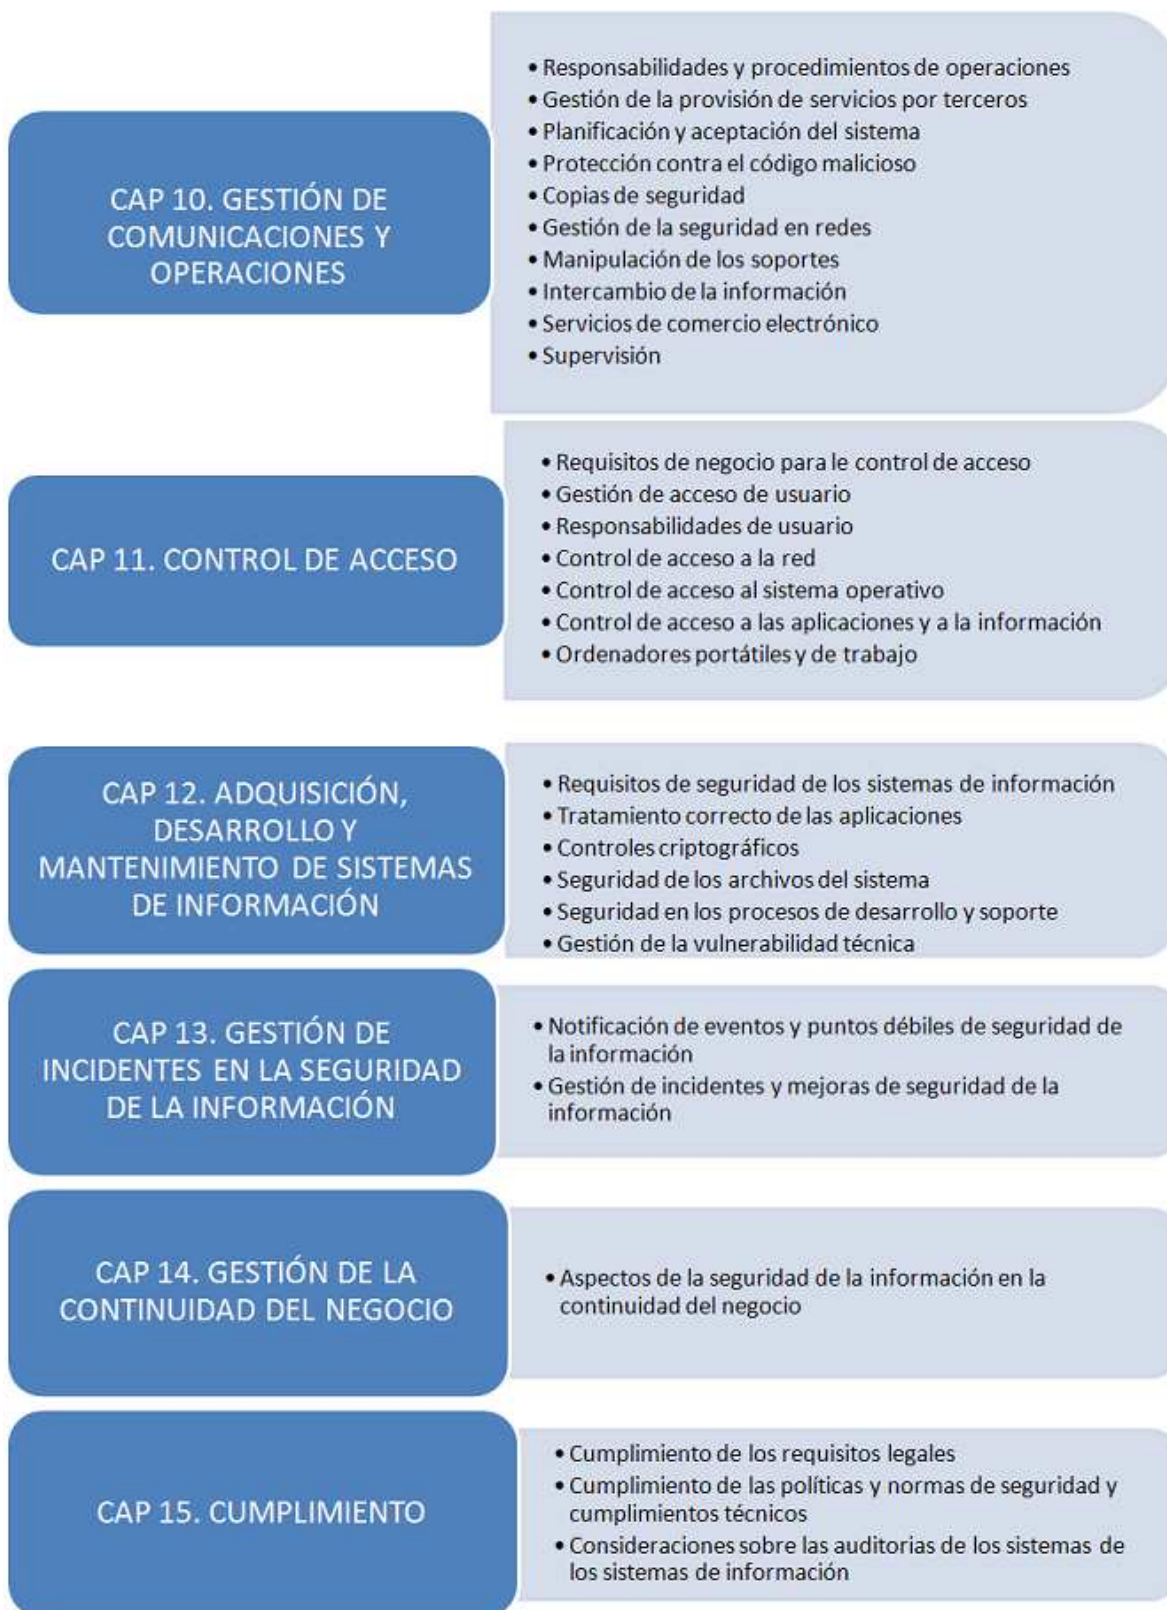 CAP 10. GESTIÓN DE
COMUNICACIONES Y
OPERACIONES
• Responsabilidades y procedimientos de operaciones
• Gestión de la provisión de servicios por terceros
• Planificación y aceptación del sistema
• Protección contra el código malicioso
• Copias de seguridad
• Gestión de la seguridad en redes
• Manipulación de los soportes
• Intercambio de la información
• Servicios de comercio electrónico
• Supervisión
CAP 11. CONTROL DE ACCESO
• Requisitos de negocio para le control de acceso
• Gestión de acceso de usuario
• Responsabilidades de usuario
• Control de acceso a la red
• Control de acceso al sistema operativo
• Control de acceso a las aplicaciones y a la información
• Ordenadores portátiles y de trabajo
CAP 12. ADQUISICIÓN,
DESARROLLO Y
MANTENIMIENTO DE SISTEMAS
DE INFORMACIÓN
• Requisitos de seguridad de los sistemas de información
• Tratamiento correcto de las aplicaciones
• Controles criptográficos
• Seguridad de los archivos del sistema
• Seguridad en los procesos de desarrollo y soporte
• Gestión de la vulnerabilidad técnica
CAP 13. GESTIÓN DE
INCIDENTES EN LA SEGURIDAD
DE LA INFORMACIÓN
• Notificación de eventos y puntos débiles de seguridad de
la información
• Gestión de incidentes y mejoras de seguridad de la
información
CAP 14. GESTIÓN DE LA
CONTINUIDAD DEL NEGOCIO
• Aspectos de la seguridad de la información en la
continuidad del negocio
CAP 15. CUMPLIMIENTO
• Cumplimiento de los requisitos legales
• Cumplimiento de las políticas y normas de seguridad y
cumplimientos técnicos
• Consideraciones sobre las auditorias de los sistemas de
los sistemas de información